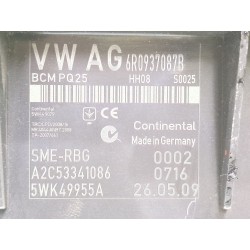 VW AG 6R0937087B
BCM PQ25 HH08 S0025
Continental
Continental
Made in Germany
SME-RBG 0002
A2C53341086 0716
5WK49955A 26.05.09